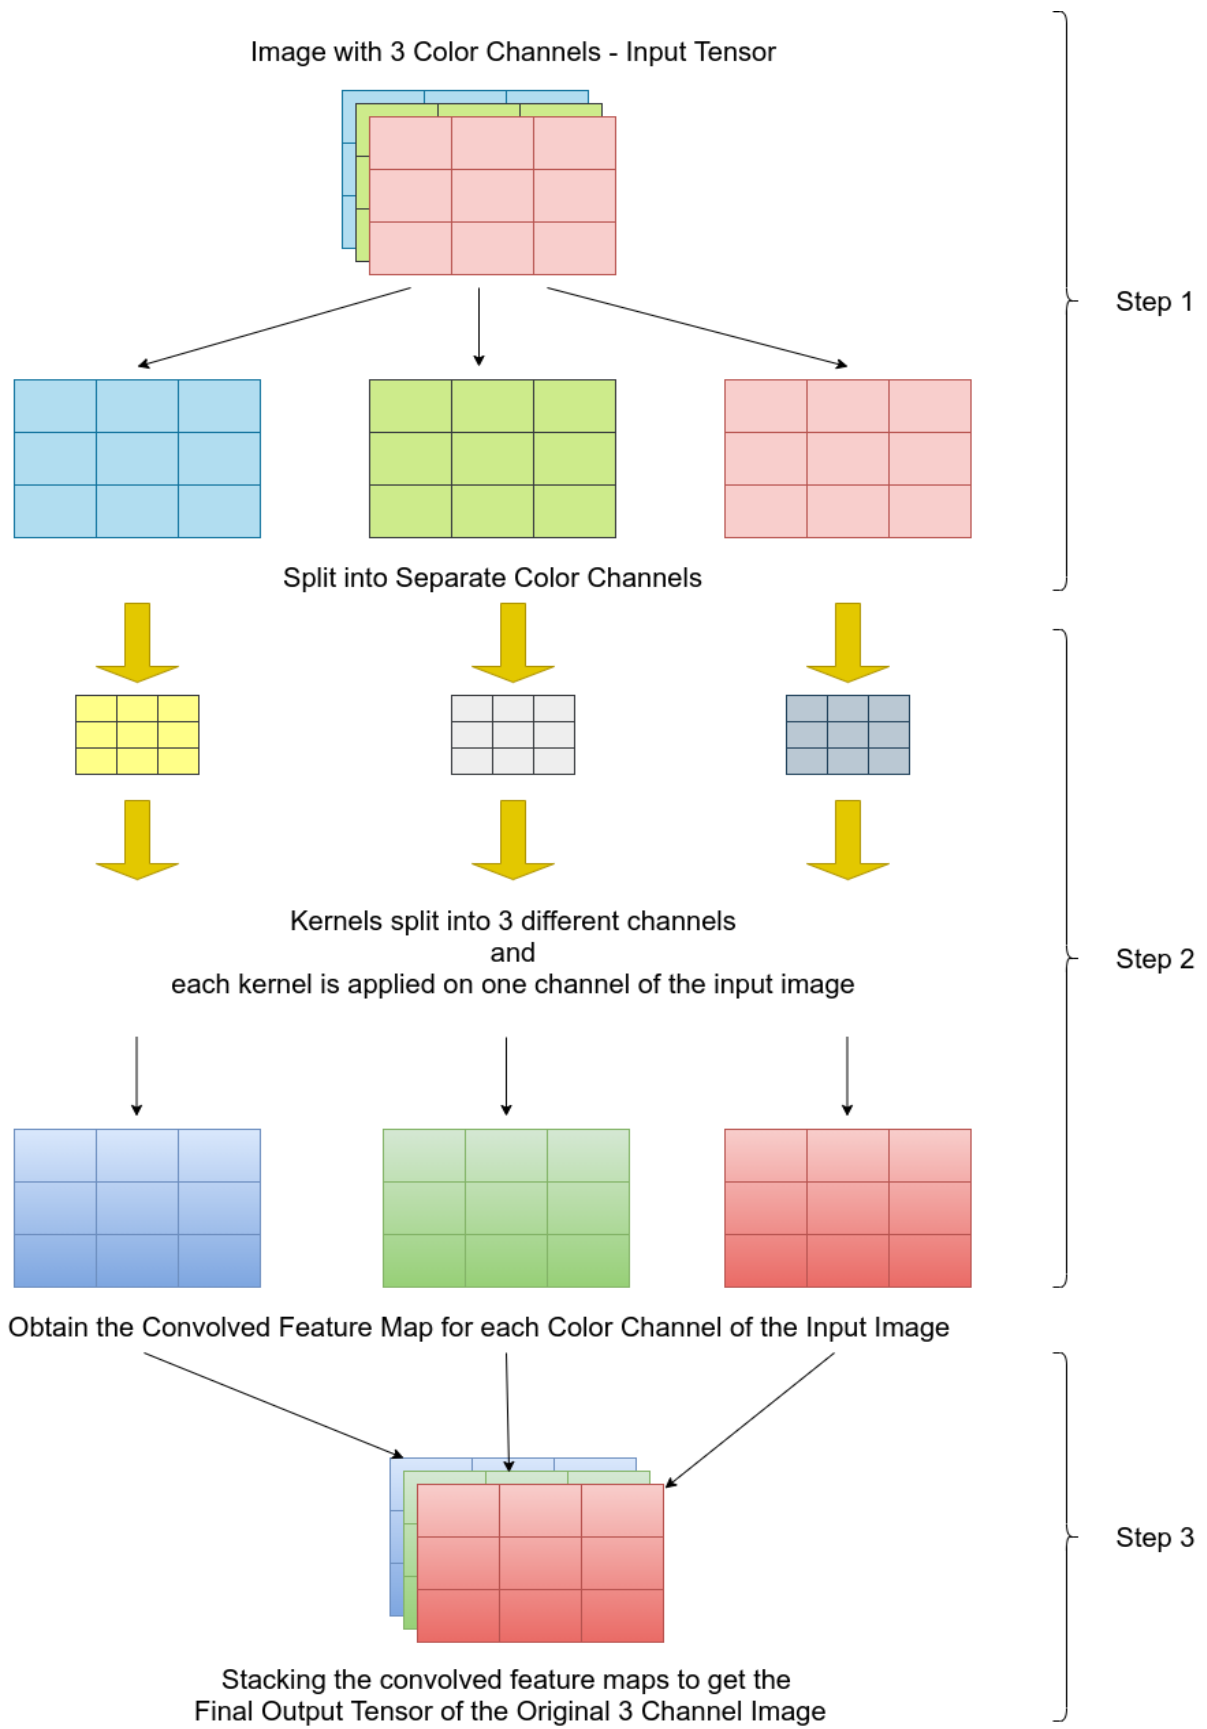 Image with 3 Color Channels - Input Tensor
Step 1
Split into Separate Color Channels
Kernels split into 3 different channels
and
each kernel is applied on one channel of the input image
Step 2
Obtain the Convolved Feature Map for each Color Channel of the Input Image
Step 3
Stacking the convolved feature maps to get the
Final Output Tensor of the Original 3 Channel Image